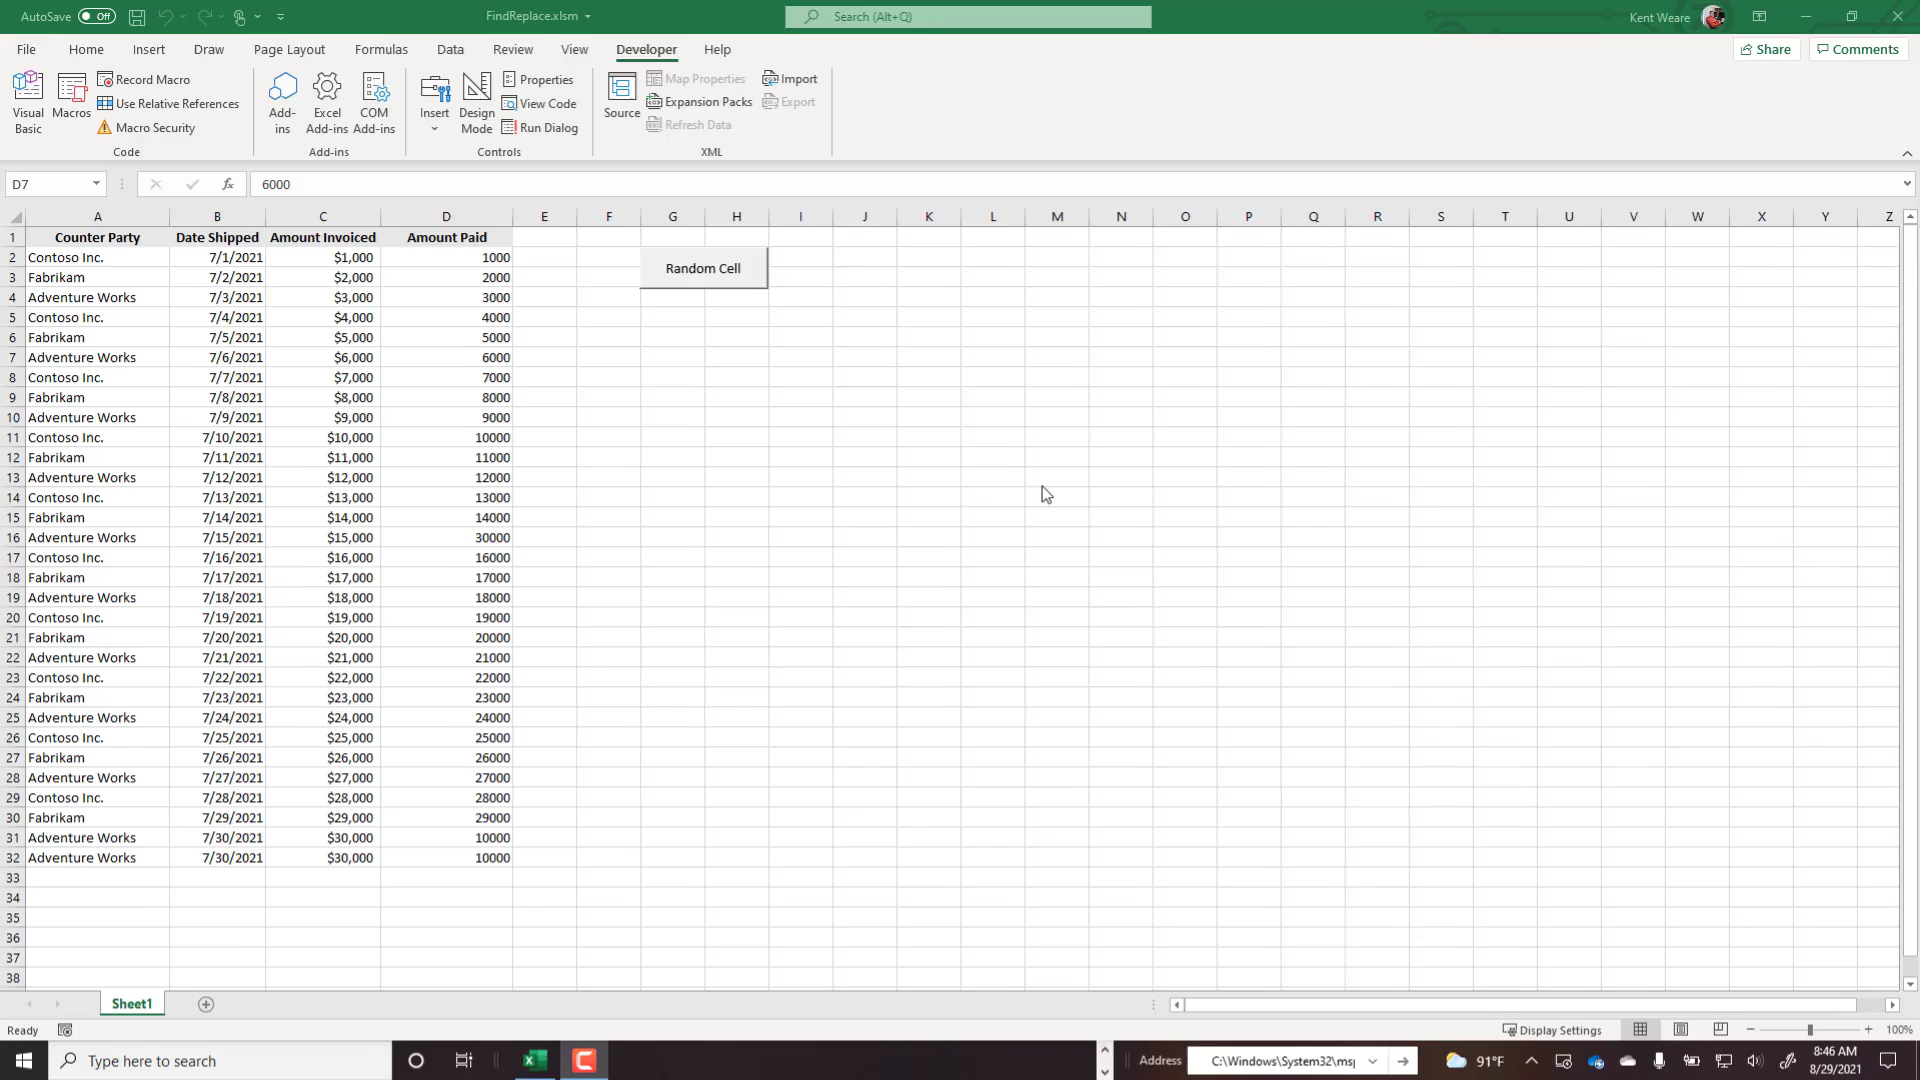 AutoSave Off FindReplace.xlsm Search (Alt+Q) Kent Weare
File Home Insert Draw Page Layout Formulas Data Review View Developer Help Share Comments
Visual Basic Macros Record Macro Use Relative References Macro Security
Add-ins Excel Add-ins COM Add-ins
Insert Design Mode Properties View Code Run Dialog
Source Map Properties Expansion Packs Refresh Data Import Export
Code Add-ins Controls XML
D7 fx 6000
A B C D E F G H I J K L M N O P Q R S T U V W X Y Z
1 Counter Party Date Shipped Amount Invoiced Amount Paid
2 Contoso Inc. 7/1/2021 $1,000 1000
Random Cell
3 Fabrikam 7/2/2021 $2,000 2000
4 Adventure Works 7/3/2021 $3,000 3000
5 Contoso Inc. 7/4/2021 $4,000 4000
6 Fabrikam 7/5/2021 $5,000 5000
7 Adventure Works 7/6/2021 $6,000 6000
8 Contoso Inc. 7/7/2021 $7,000 7000
9 Fabrikam 7/8/2021 $8,000 8000
10 Adventure Works 7/9/2021 $9,000 9000
11 Contoso Inc. 7/10/2021 $10,000 10000
12 Fabrikam 7/11/2021 $11,000 11000
13 Adventure Works 7/12/2021 $12,000 12000
14 Contoso Inc. 7/13/2021 $13,000 13000
15 Fabrikam 7/14/2021 $14,000 14000
16 Adventure Works 7/15/2021 $15,000 30000
17 Contoso Inc. 7/16/2021 $16,000 16000
18 Fabrikam 7/17/2021 $17,000 17000
19 Adventure Works 7/18/2021 $18,000 18000
20 Contoso Inc. 7/19/2021 $19,000 19000
21 Fabrikam 7/20/2021 $20,000 20000
22 Adventure Works 7/21/2021 $21,000 21000
23 Contoso Inc. 7/22/2021 $22,000 22000
24 Fabrikam 7/23/2021 $23,000 23000
25 Adventure Works 7/24/2021 $24,000 24000
26 Contoso Inc. 7/25/2021 $25,000 25000
27 Fabrikam 7/26/2021 $26,000 26000
28 Adventure Works 7/27/2021 $27,000 27000
29 Contoso Inc. 7/28/2021 $28,000 28000
30 Fabrikam 7/29/2021 $29,000 29000
31 Adventure Works 7/30/2021 $30,000 10000
32 Adventure Works 7/30/2021 $30,000 10000
33
34
35
36
37
38
Sheet1
Ready Display Settings 100%
Type here to search Address C:\Windows\System32\msp 91°F 8:46 AM
8/29/2021